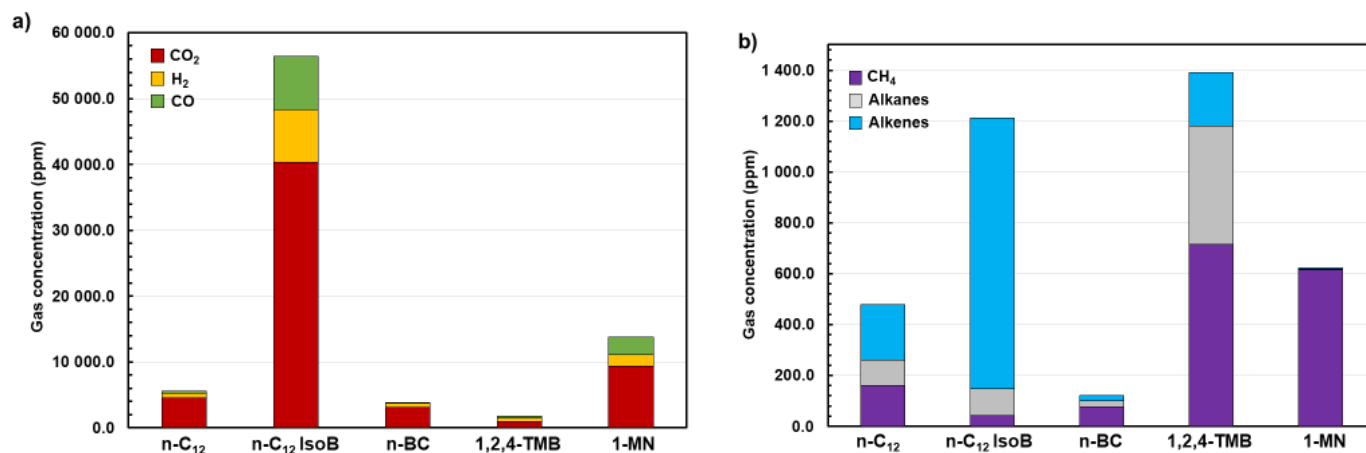 a)
60 000.0
50 000.0
40 000.0
30 000.0
20 000.0
10 000.0
0.0
Gas concentration (ppm)
CO₂
H₂
CO
n-C₁₂
n-C₁₂ IsoB
n-BC
1,2,4-TMB
1-MN
b)
1 400.0
1 200.0
1 000.0
800.0
600.0
400.0
200.0
0.0
Gas concentration (ppm)
CH₄
Alkanes
Alkenes
n-C₁₂
n-C₁₂ IsoB
n-BC
1,2,4-TMB
1-MN